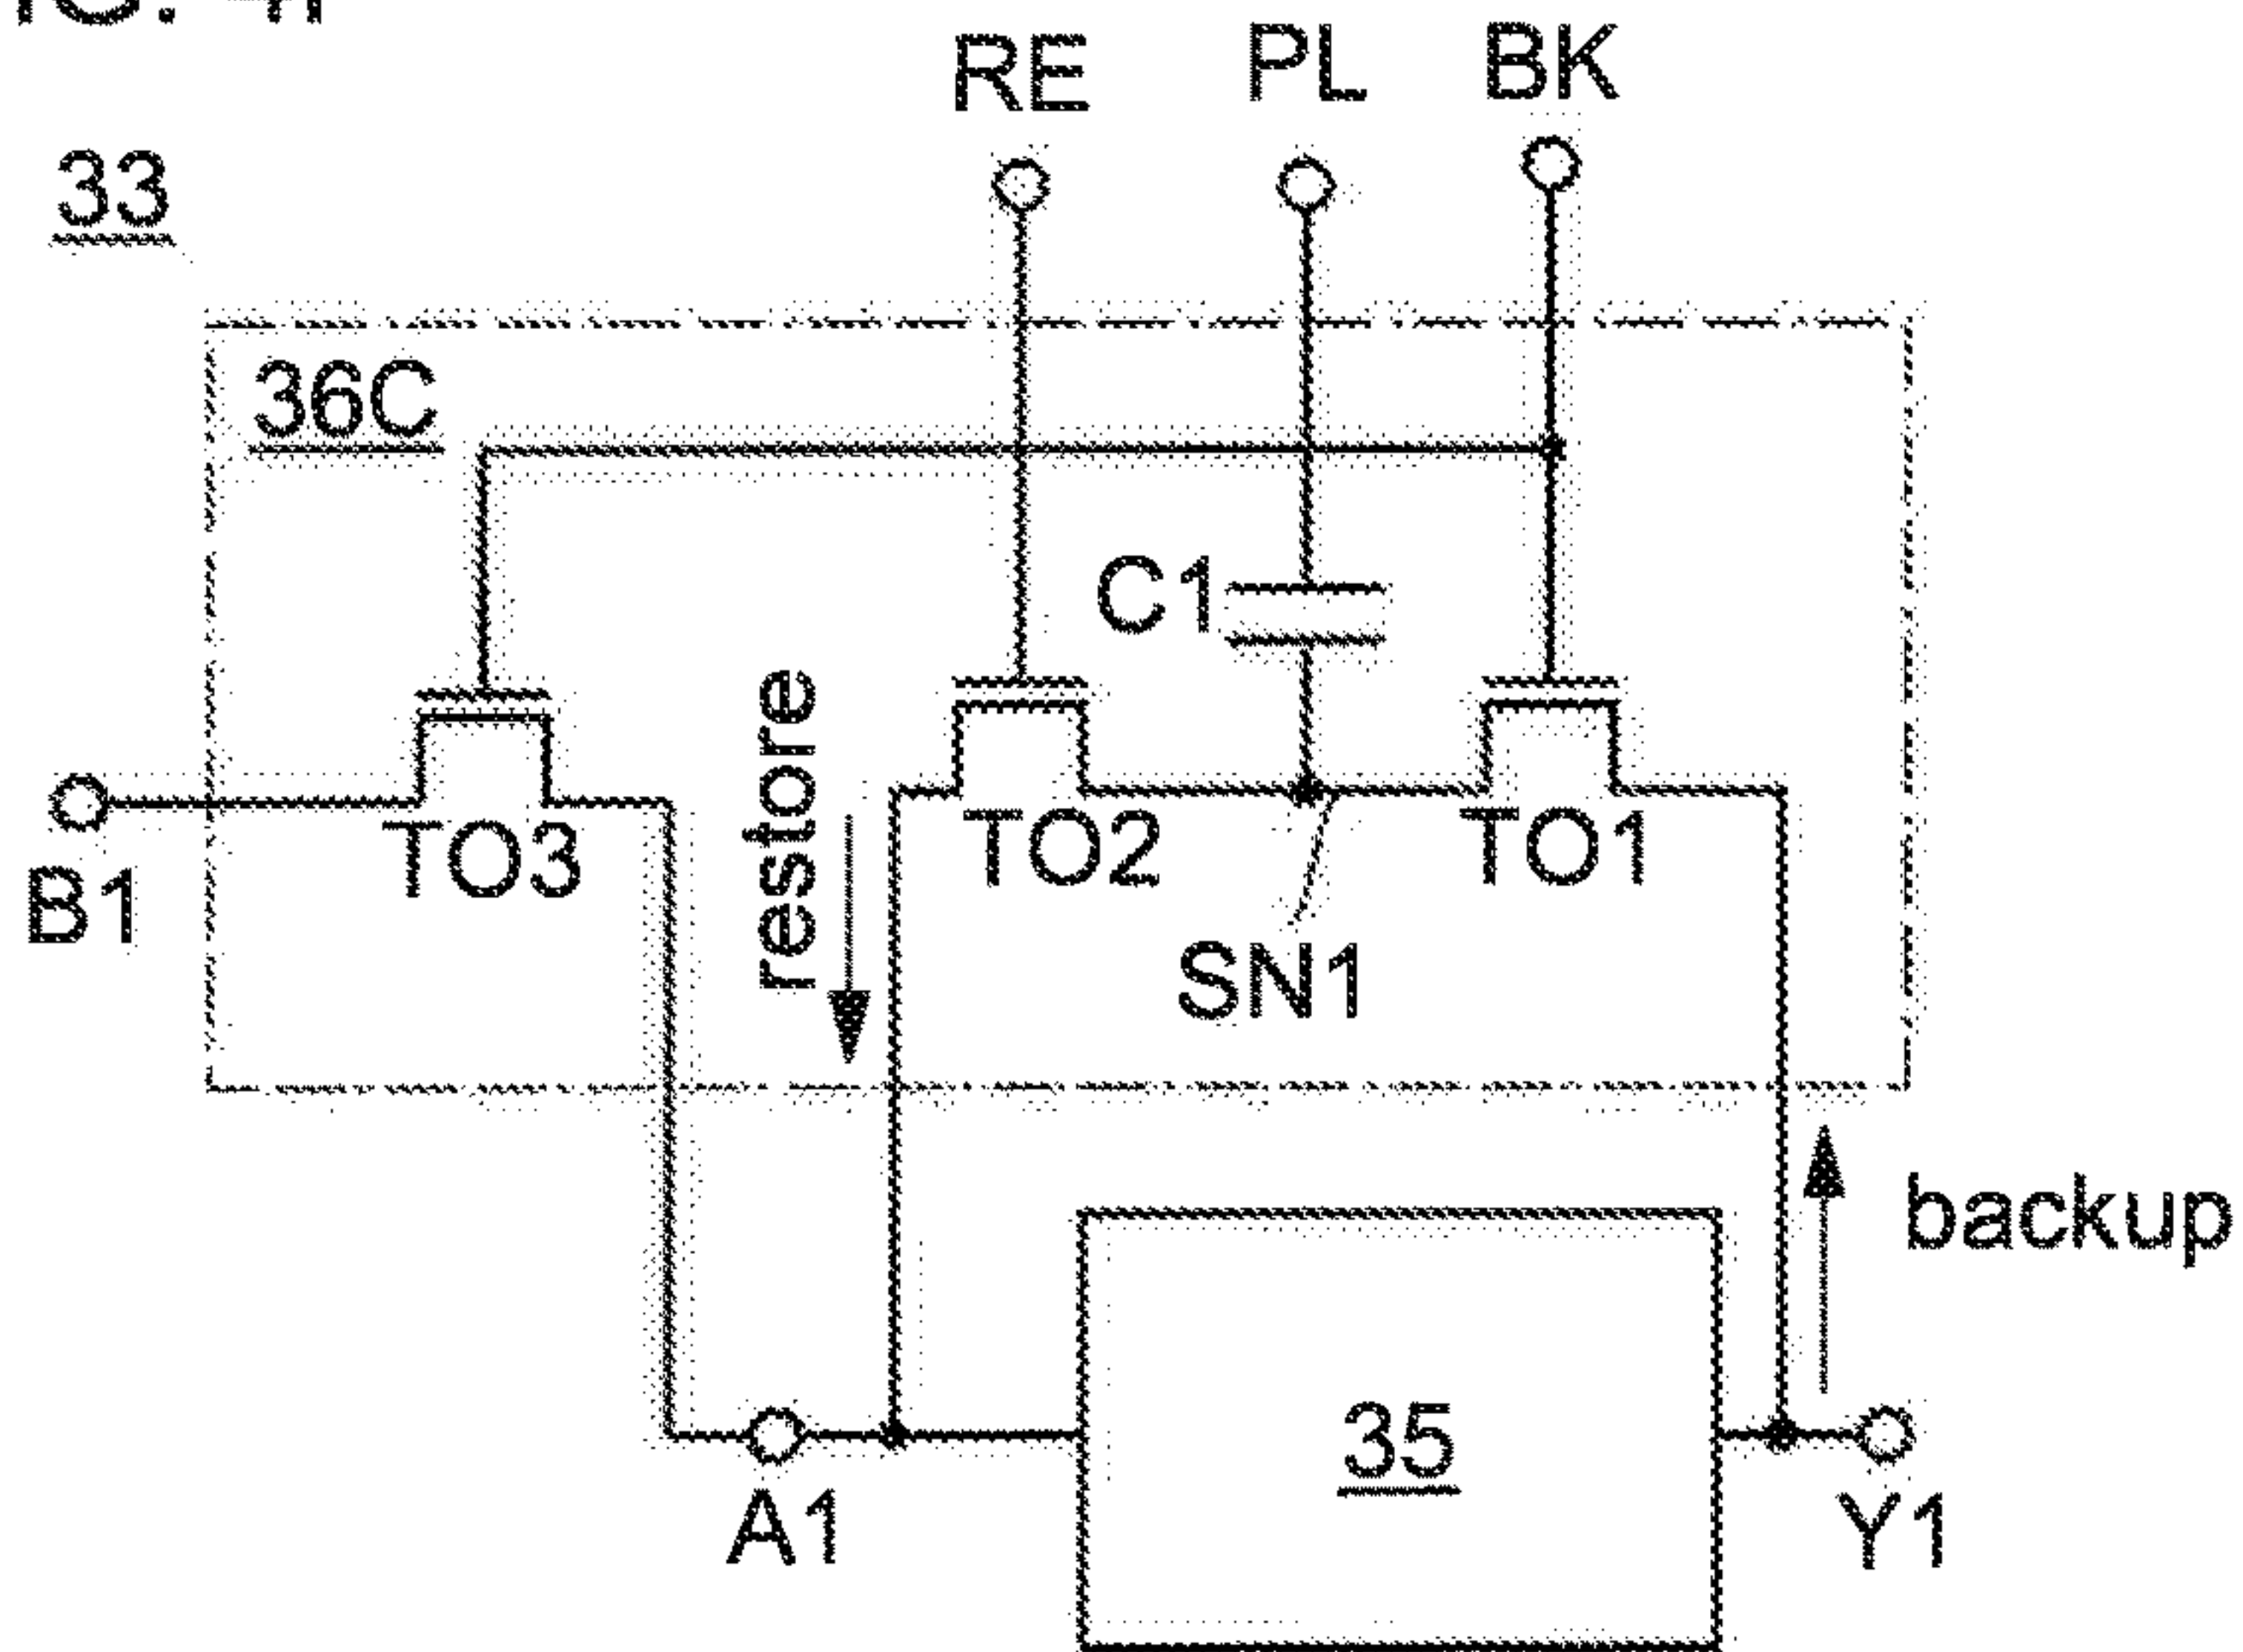 RE
PL
BK
33
36C
C1
restore
TO3
TO2
TO1
B1
SN1
backup
35
A1
Y1